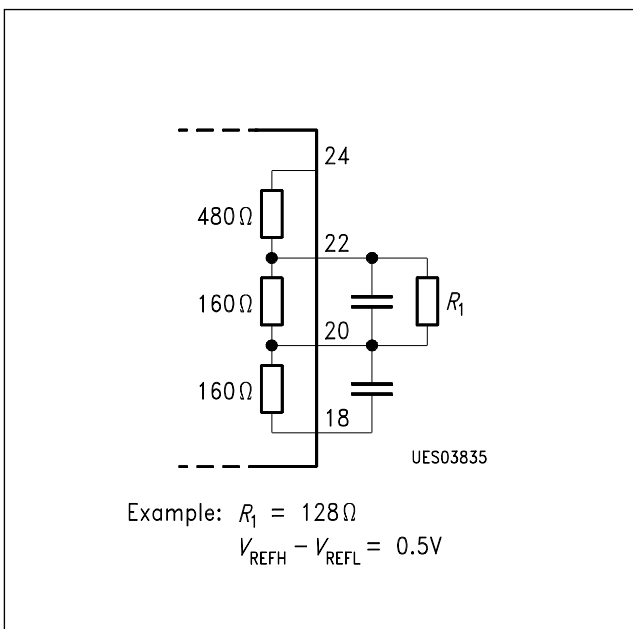 24
480Ω
22
160Ω
R1
20
160Ω
18
UES03835
Example: R1 = 128Ω
VREFH – VREFL = 0.5V